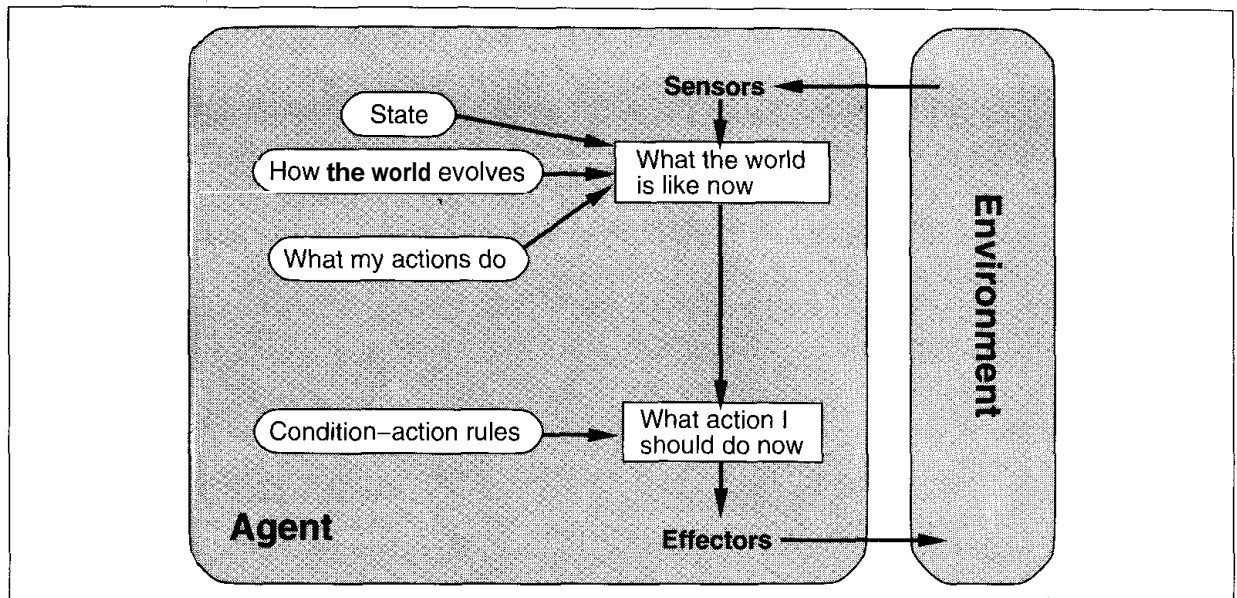 Sensors
State
How the world evolves
What the world
is like now
What my actions do
Environment
Condition–action rules
What action I
should do now
Agent
Effectors